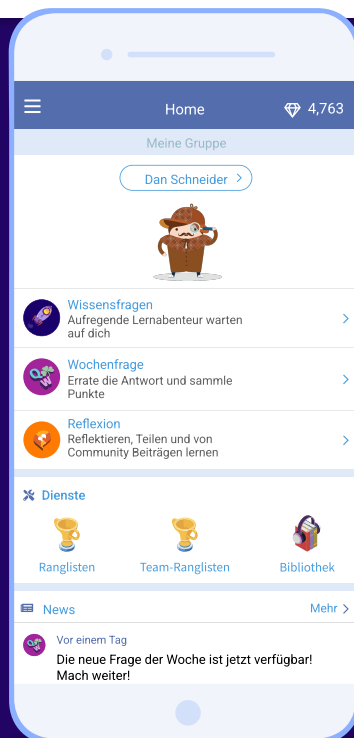 Home
4,763
Meine Gruppe
Dan Schneider
Wissensfragen
Aufregende Lernabenteur warten
auf dich
Wochenfrage
Errate die Antwort und sammle
Punkte
Reflexion
Reflektieren, Teilen und von
Community Beiträgen lernen
Dienste
Ranglisten
Team-Ranglisten
Bibliothek
News
Mehr
Vor einem Tag
Die neue Frage der Woche ist jetzt verfügbar!
Mach weiter!